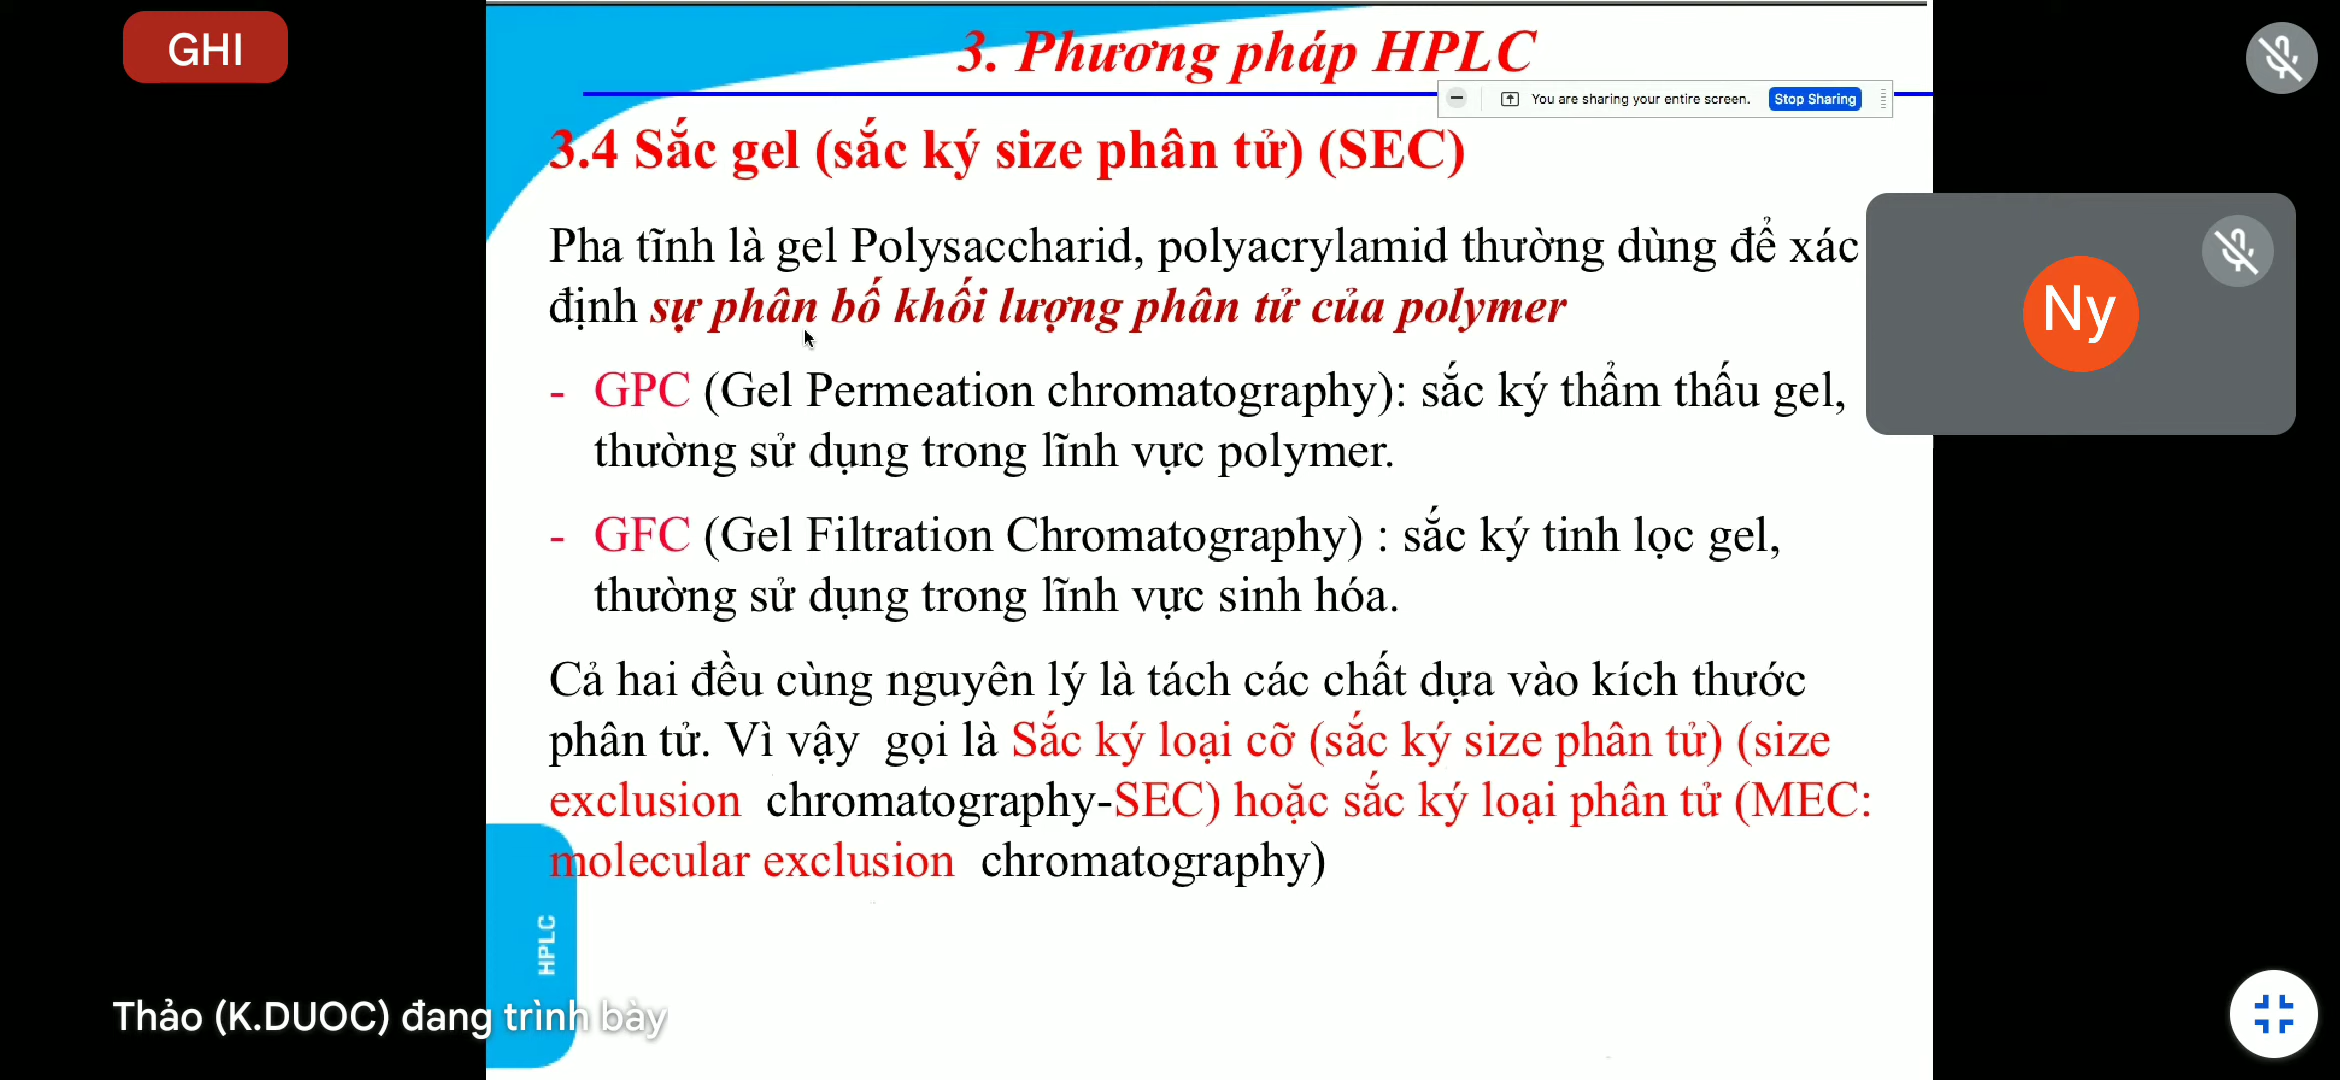 GHI
3. Phương pháp HPLC
You are sharing your entire screen. Stop Sharing
3.4 Sắc gel (sắc ký size phân tử) (SEC)
Pha tĩnh là gel Polysaccharid, polyacrylamid thường dùng để xác
định sự phân bố khối lượng phân tử của polymer
Ny
- GPC (Gel Permeation chromatography): sắc ký thẩm thấu gel,
thường sử dụng trong lĩnh vực polymer.
- GFC (Gel Filtration Chromatography) : sắc ký tinh lọc gel,
thường sử dụng trong lĩnh vực sinh hóa.
Cả hai đều cùng nguyên lý là tách các chất dựa vào kích thước
phân tử. Vì vậy gọi là Sắc ký loại cỡ (sắc ký size phân tử) (size
exclusion chromatography-SEC) hoặc sắc ký loại phân tử (MEC:
molecular exclusion chromatography)
HPLC
Thảo (K.DUOC) đang trình bày